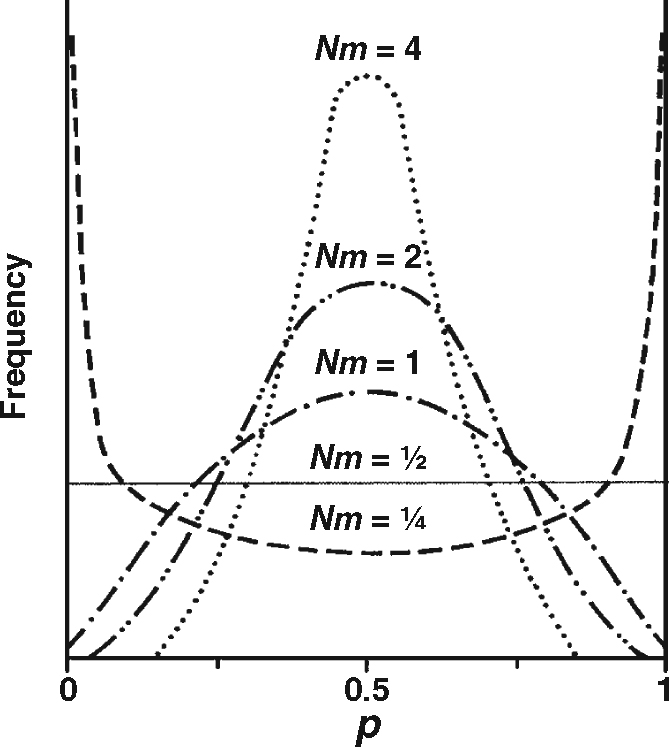 Nm = 4
Nm = 2
Nm = 1
Nm = ½
Nm = ¼
Frequency
0
0.5
1
p